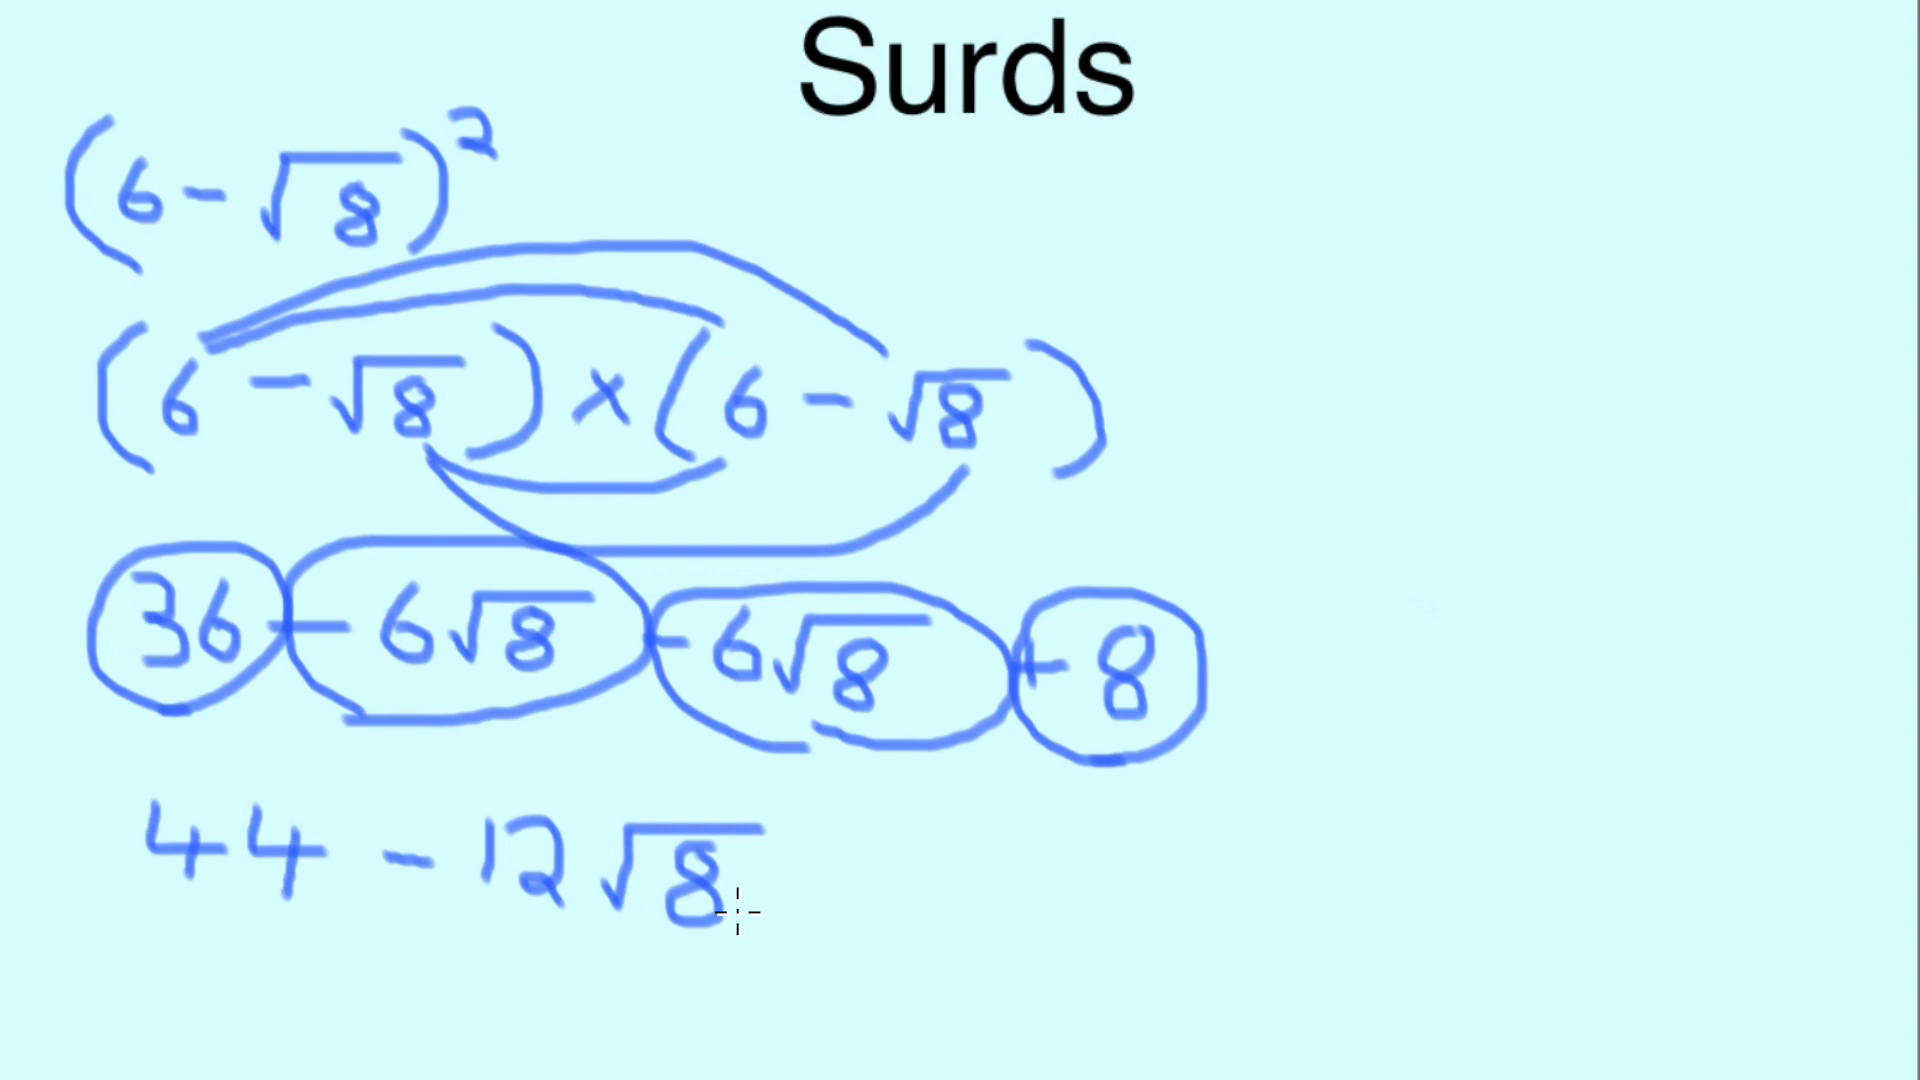 Surds
(6 - √8)²
(6 - √8) × (6 - √8)
36 - 6√8 - 6√8 + 8
44 - 12√8